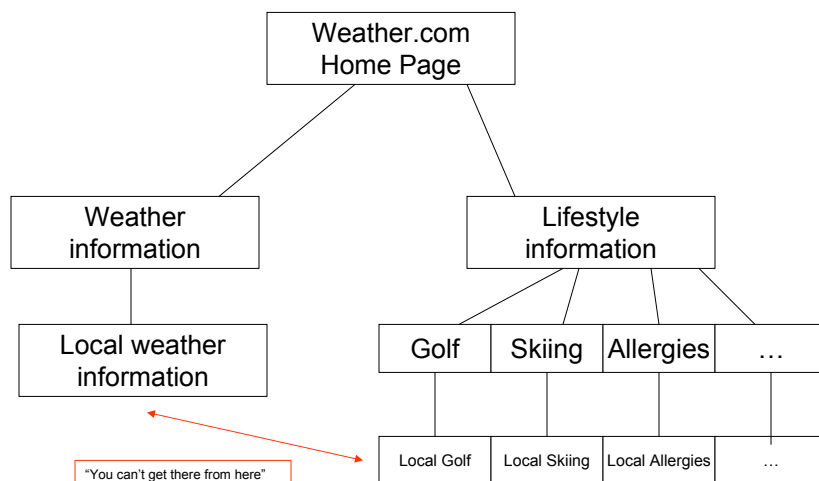 Weather.com
Home Page
Weather
information
Lifestyle
information
Local weather
information
Golf
Skiing
Allergies
…
Local Golf
Local Skiing
Local Allergies
…
“You can’t get there from here”